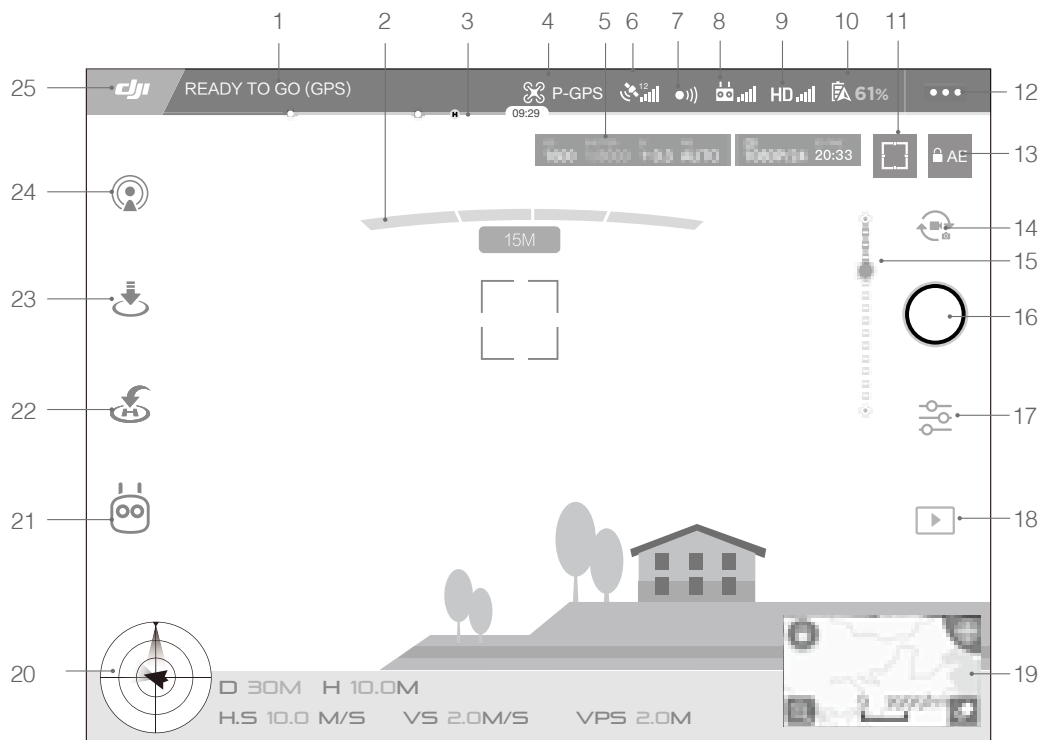 1 2 3 4 5 6 7 8 9 10 11
25 dji READY TO GO (GPS) P-GPS 12 HD 61% 12
H 09:29
20:33 AE 13
24
14
15M
15
23
16
22 H
17
21
18
20 19
D 30M H 10.0M
H.S 10.0 M/S VS 2.0M/S VPS 2.0M